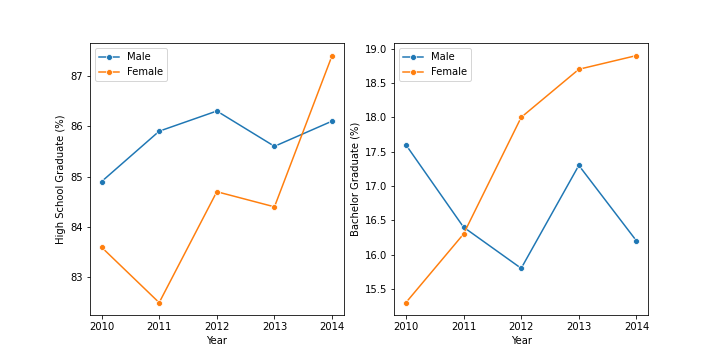 Male
Female
High School Graduate (%)
87
86
85
84
83
2010 2011 2012 2013 2014
Year
Male
Female
Bachelor Graduate (%)
19.0
18.5
18.0
17.5
17.0
16.5
16.0
15.5
2010 2011 2012 2013 2014
Year